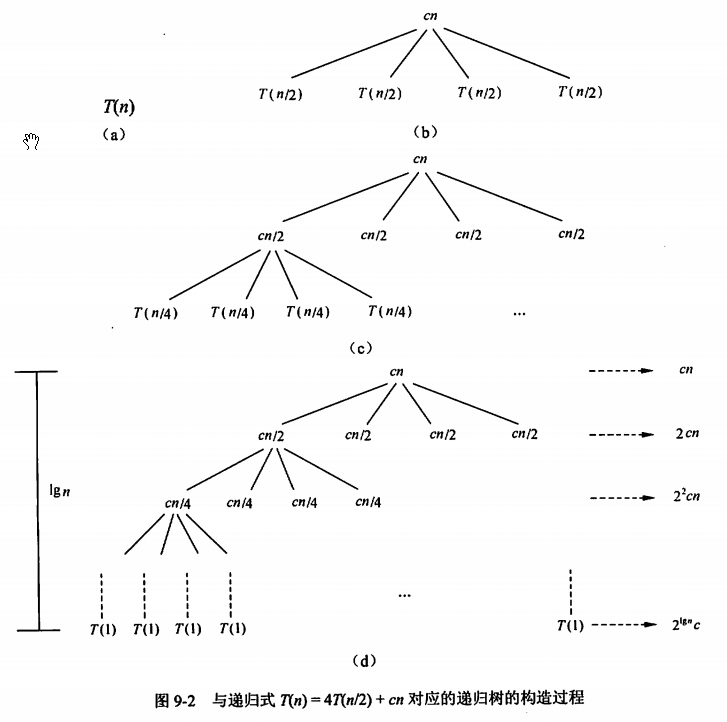 cn
T(n/2) T(n/2) T(n/2) T(n/2)
T(n)
(a)
(b)
cn
cn/2 cn/2 cn/2 cn/2
T(n/4) T(n/4) T(n/4) T(n/4) ...
(c)
cn cn
cn/2 cn/2 cn/2 cn/2 2cn
lg n
cn/4 cn/4 cn/4 cn/4 2²cn
...
T(1) T(1) T(1) T(1) T(1) 2^{lg n}c
(d)
图 9-2 与递归式 T(n) = 4T(n/2) + cn 对应的递归树的构造过程